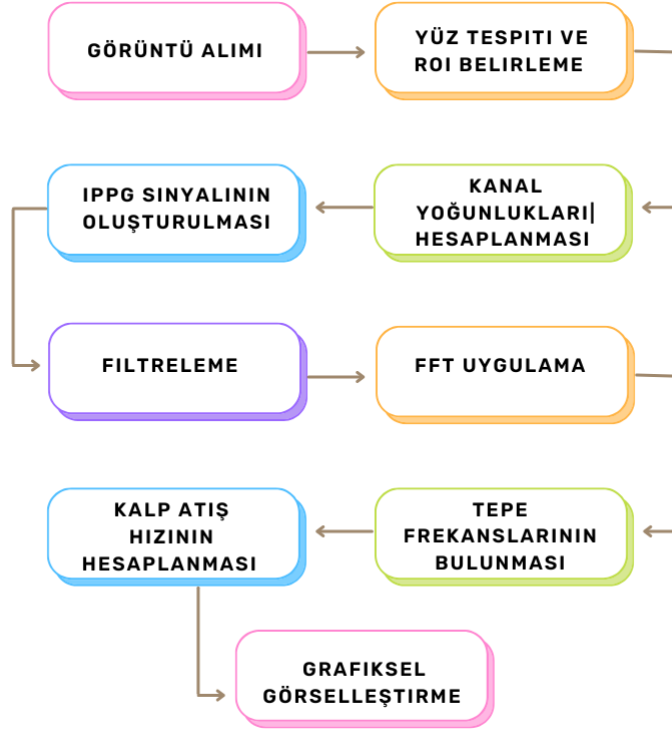 GÖRÜNTÜ ALIMI
YÜZ TESPITI VE
ROI BELIRLEME
KANAL
YOĞUNLUKLARI|
HESAPLANMASI
IPPG SINYALININ
OLUŞTURULMASI
FILTRELEME
FFT UYGULAMA
TEPE
FREKANSLARININ
BULUNMASI
KALP ATIŞ
HIZININ
HESAPLANMASI
GRAFIKSEL
GÖRSELLEŞTIRME